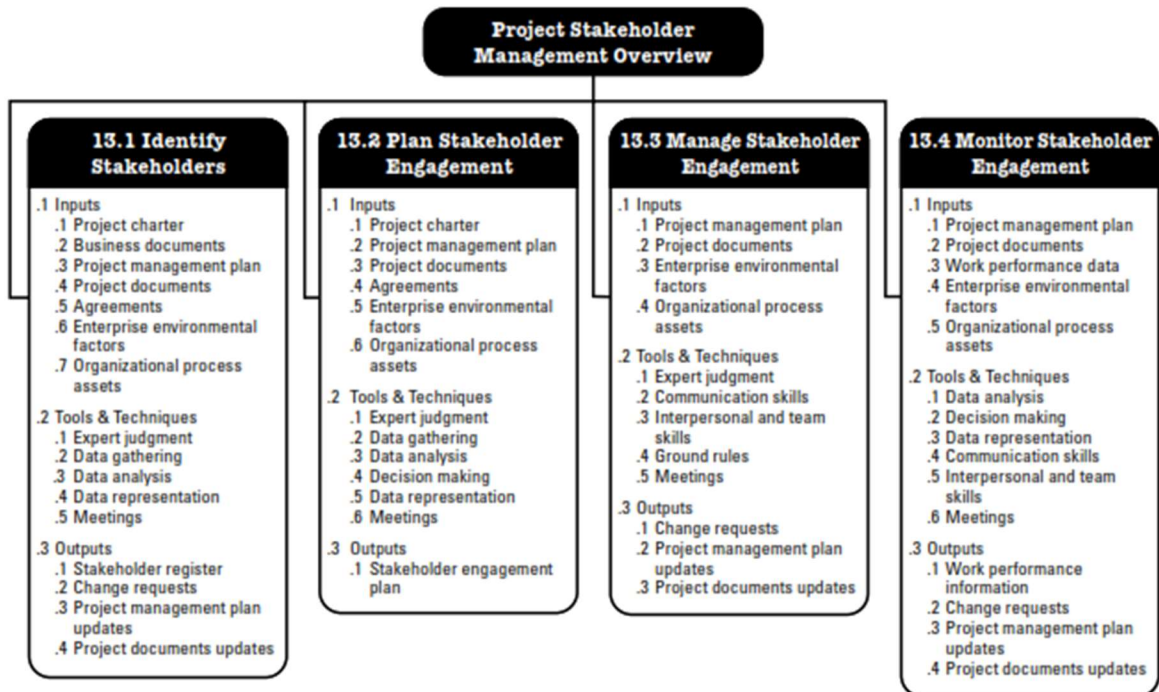 Project Stakeholder
Management Overview
13.1 Identify
Stakeholders
.1 Inputs
.1 Project charter
.2 Business documents
.3 Project management plan
.4 Project documents
.5 Agreements
.6 Enterprise environmental
factors
.7 Organizational process
assets
.2 Tools & Techniques
.1 Expert judgment
.2 Data gathering
.3 Data analysis
.4 Data representation
.5 Meetings
.3 Outputs
.1 Stakeholder register
.2 Change requests
.3 Project management plan
updates
.4 Project documents updates
13.2 Plan Stakeholder
Engagement
.1 Inputs
.1 Project charter
.2 Project management plan
.3 Project documents
.4 Agreements
.5 Enterprise environmental
factors
.6 Organizational process
assets
.2 Tools & Techniques
.1 Expert judgment
.2 Data gathering
.3 Data analysis
.4 Decision making
.5 Data representation
.6 Meetings
.3 Outputs
.1 Stakeholder engagement
plan
13.3 Manage Stakeholder
Engagement
.1 Inputs
.1 Project management plan
.2 Project documents
.3 Enterprise environmental
factors
.4 Organizational process
assets
.2 Tools & Techniques
.1 Expert judgment
.2 Communication skills
.3 Interpersonal and team
skills
.4 Ground rules
.5 Meetings
.3 Outputs
.1 Change requests
.2 Project management plan
updates
.3 Project documents updates
13.4 Monitor Stakeholder
Engagement
.1 Inputs
.1 Project management plan
.2 Project documents
.3 Work performance data
.4 Enterprise environmental
factors
.5 Organizational process
assets
.2 Tools & Techniques
.1 Data analysis
.2 Decision making
.3 Data representation
.4 Communication skills
.5 Interpersonal and team
skills
.6 Meetings
.3 Outputs
.1 Work performance
information
.2 Change requests
.3 Project management plan
updates
.4 Project documents updates